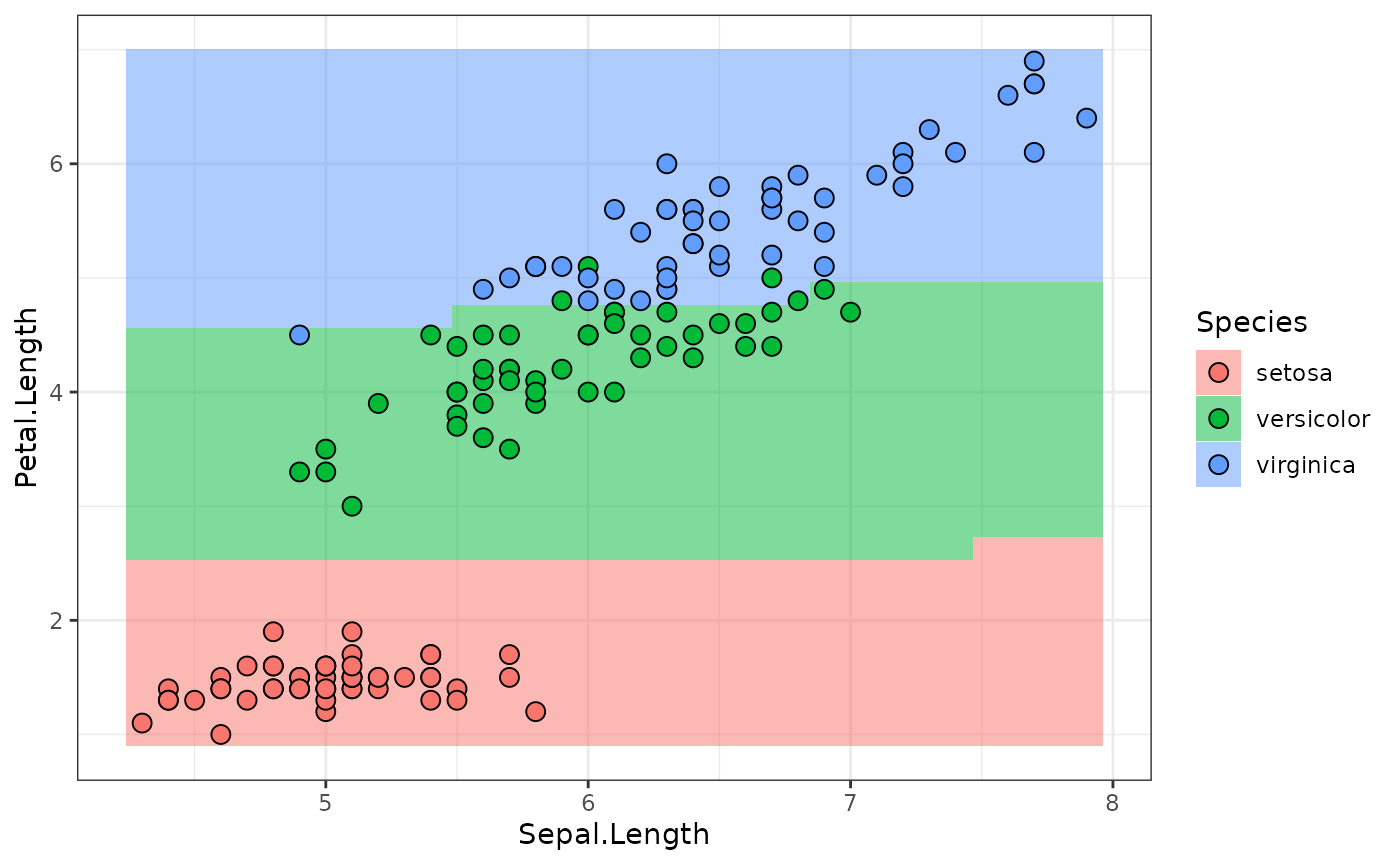 6
4
2
Petal.Length
5 6 7 8
Sepal.Length
Species
setosa
versicolor
virginica